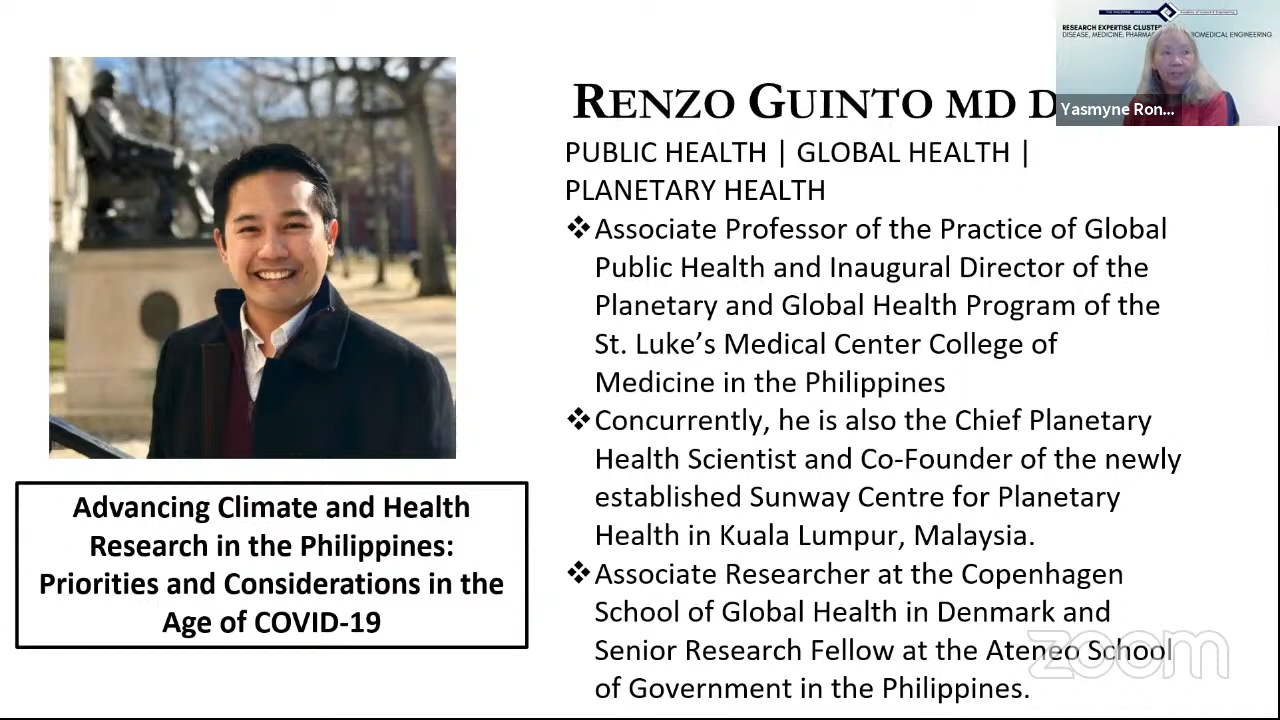 RENZO GUINTO MD D
PUBLIC HEALTH | GLOBAL HEALTH |
PLANETARY HEALTH
❖Associate Professor of the Practice of Global
Public Health and Inaugural Director of the
Planetary and Global Health Program of the
St. Luke’s Medical Center College of
Medicine in the Philippines
❖Concurrently, he is also the Chief Planetary
Health Scientist and Co-Founder of the newly
established Sunway Centre for Planetary
Health in Kuala Lumpur, Malaysia.
❖Associate Researcher at the Copenhagen
School of Global Health in Denmark and
Senior Research Fellow at the Ateneo School
of Government in the Philippines.
Advancing Climate and Health
Research in the Philippines:
Priorities and Considerations in the
Age of COVID-19
RESEARCH EXPERTISE CLUSTER
DISEASE, MEDICINE, BIOMEDICAL ENGINEERING
Yasmyne Ron...
zoom